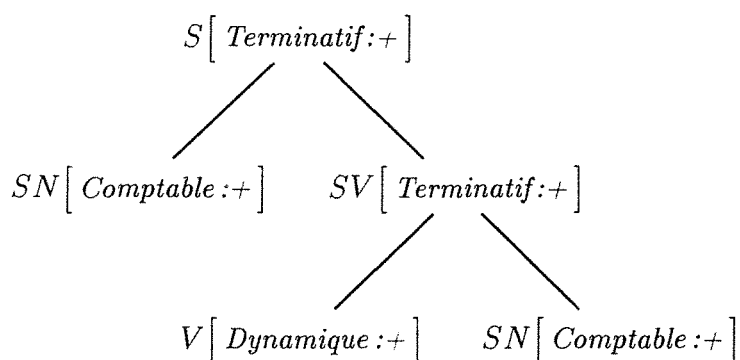 S[ Terminatif:+ ]
SN[ Comptable:+ ] SV[ Terminatif:+ ]
V[ Dynamique:+ ] SN[ Comptable:+ ]